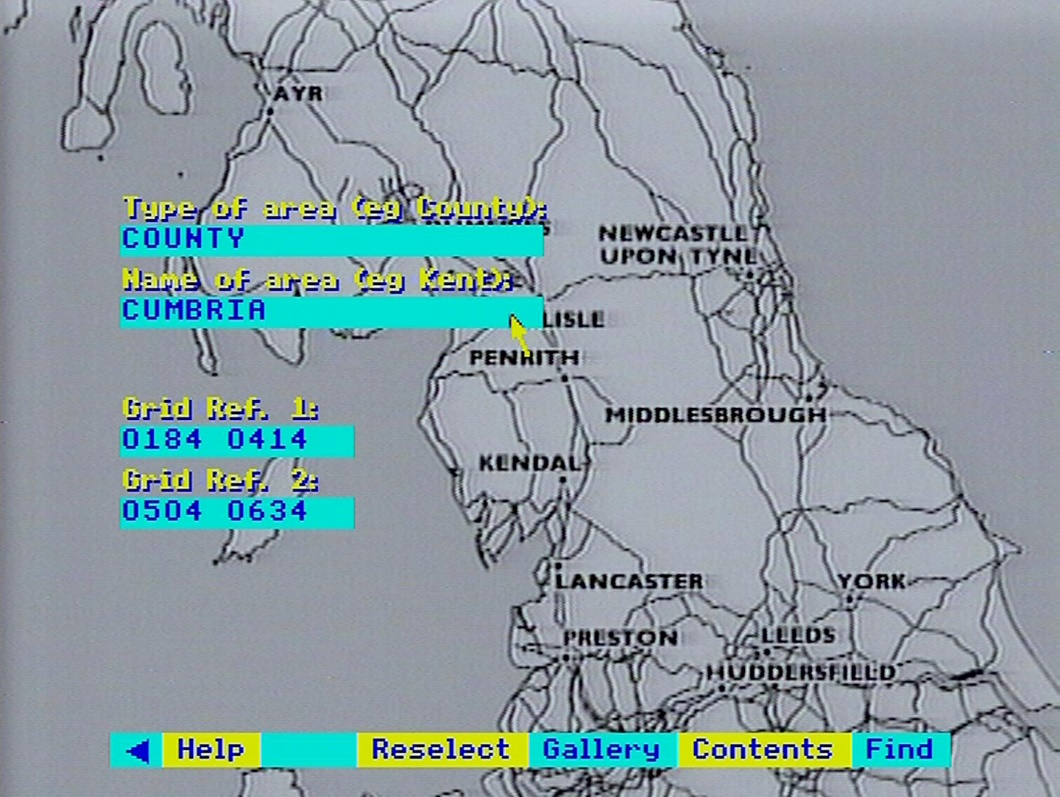 AYR
Type of area (eg County):
COUNTY
NEWCASTLE
UPON TYNE
Name of area (eg Kent):
CUMBRIA
PENRITH
Grid Ref. 1:
MIDDLESBROUGH
0184 0414
KENDAL
Grid Ref. 2:
0504 0634
LANCASTER
YORK
PRESTON
LEEDS
HUDDERSFIELD
Help Reselect Gallery Contents Find